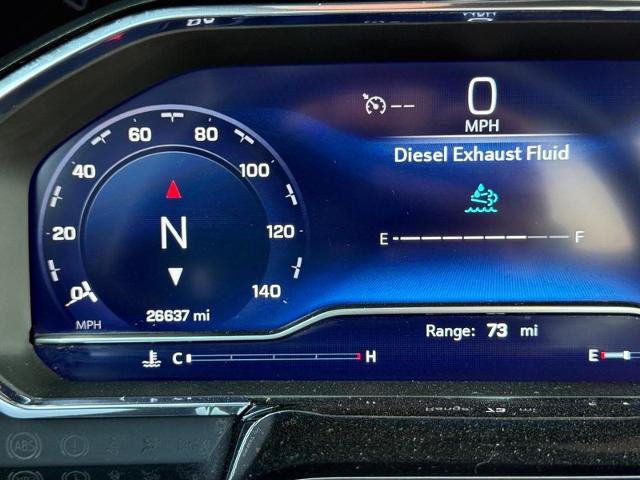 0
MPH
Diesel Exhaust Fluid
E F
60 80
40 100
20 120
0 140
N
MPH
26637 mi
Range: 73 mi
C H
E
ABS